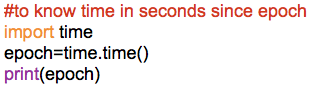 #to know time in seconds since epoch
import time
epoch=time.time()
print(epoch)